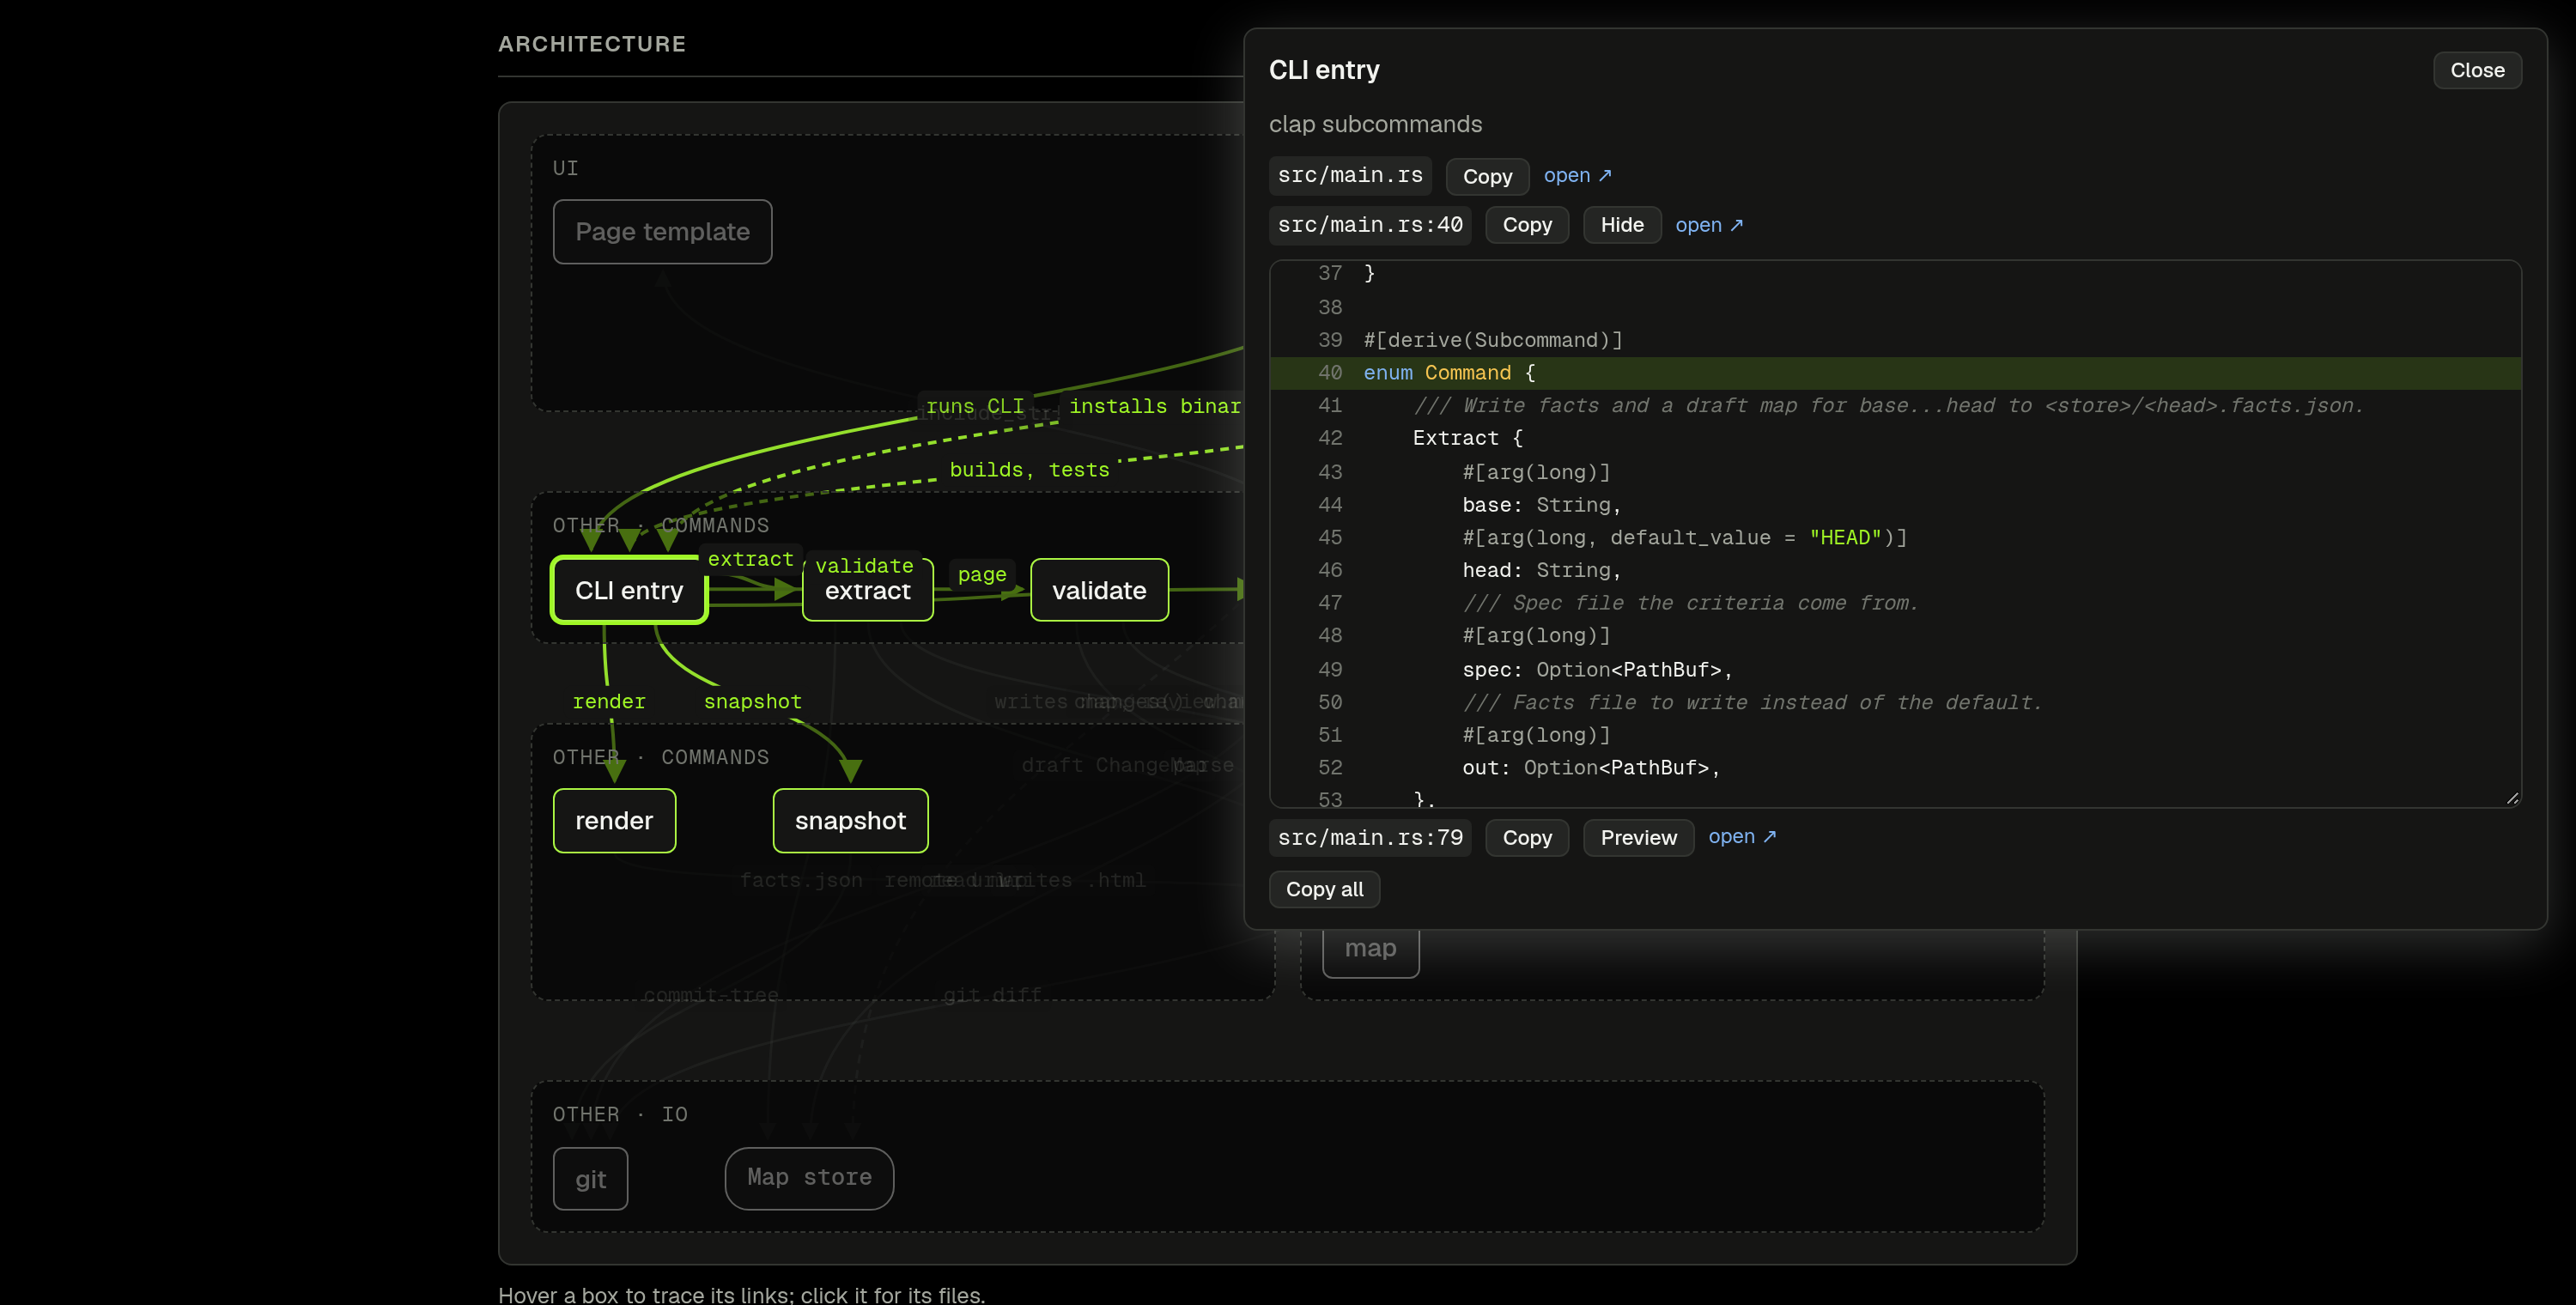 ARCHITECTURE
UI
Page template
runs CLI
installs binar
builds, tests
OTHER · COMMANDS
CLI entry
extract
validate
extract
page
validate
render
snapshot
writes
draft Change
OTHER · COMMANDS
render
snapshot
facts.json
writes .html
commit-tree
git diff
map
OTHER · IO
git
Map store
Hover a box to trace its links; click it for its files.
CLI entry
Close
clap subcommands
src/main.rs Copy open ↗
src/main.rs:40 Copy Hide open ↗
37 }
38
39 #[derive(Subcommand)]
40 enum Command {
41 /// Write facts and a draft map for base...head to <store>/<head>.facts.json.
42 Extract {
43 #[arg(long)]
44 base: String,
45 #[arg(long, default_value = "HEAD")]
46 head: String,
47 /// Spec file the criteria come from.
48 #[arg(long)]
49 spec: Option<PathBuf>,
50 /// Facts file to write instead of the default.
51 #[arg(long)]
52 out: Option<PathBuf>,
53 },
src/main.rs:79 Copy Preview open ↗
Copy all